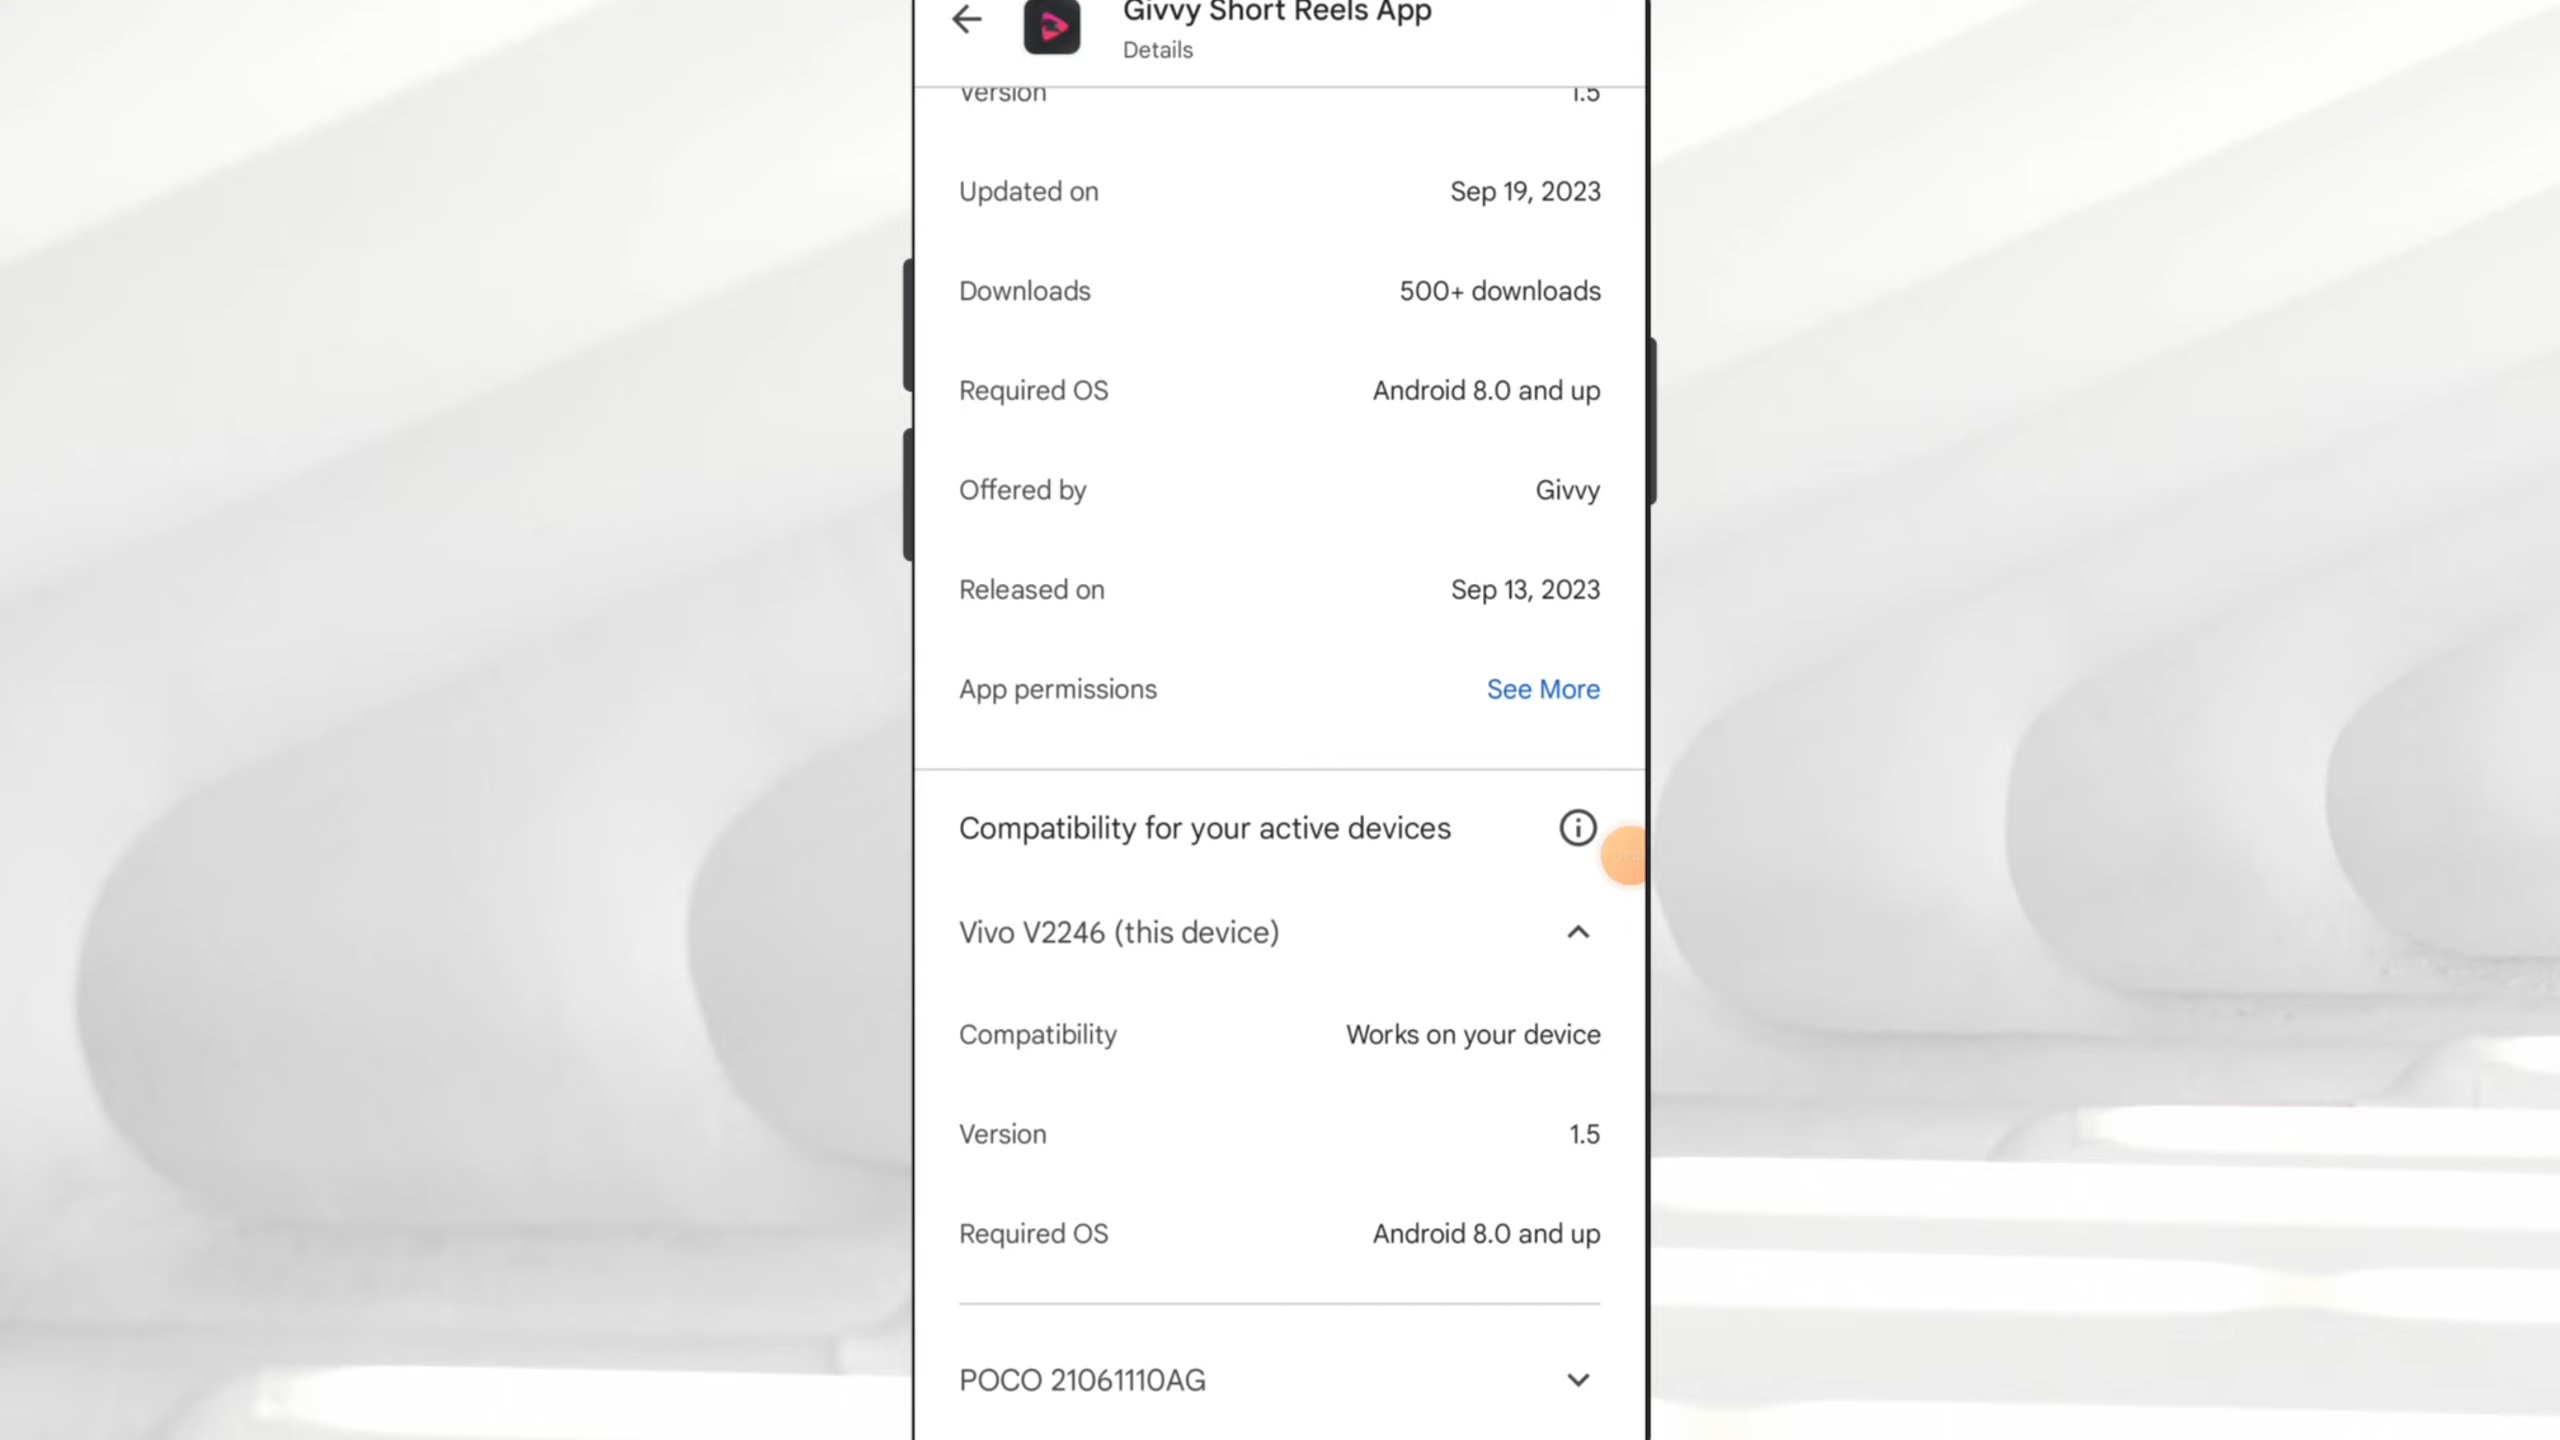 Givvy Short Reels App
Details
Version 1.5
Updated on Sep 19, 2023
Downloads 500+ downloads
Required OS Android 8.0 and up
Offered by Givvy
Released on Sep 13, 2023
App permissions See More
Compatibility for your active devices
Vivo V2246 (this device)
Compatibility Works on your device
Version 1.5
Required OS Android 8.0 and up
POCO 21061110AG